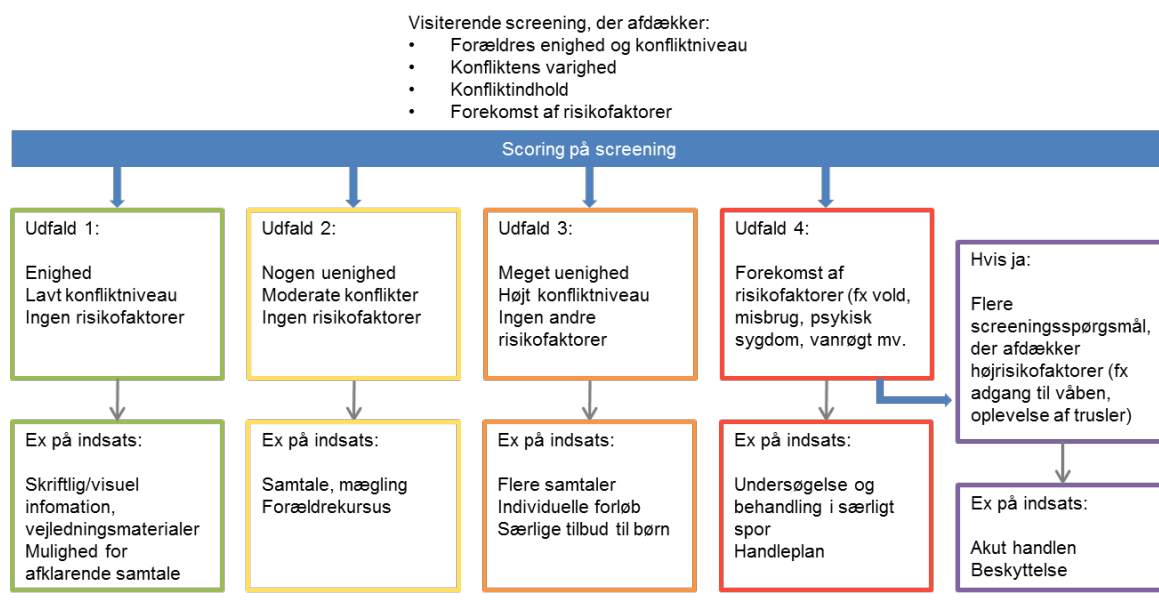 Visiterende screening, der afdækker:
• Forældres enighed og konfliktniveau
• Konfliktens varighed
• Konfliktindhold
• Forekomst af risikofaktorer
Scoring på screening
Udfald 1:
Enighed
Lavt konfliktniveau
Ingen risikofaktorer
Udfald 2:
Nogen uenighed
Moderate konflikter
Ingen risikofaktorer
Udfald 3:
Meget uenighed
Højt konfliktniveau
Ingen andre
risikofaktorer
Udfald 4:
Forekomst af
risikofaktorer (fx vold,
misbrug, psykisk
sygdom, vanrøgt mv.
Hvis ja:
Flere
screeningsspørgsmål,
der afdækker
højrisikofaktorer (fx
adgang til våben,
oplevelse af trusler)
Ex på indsats:
Skriftlig/visuel
infomation,
vejledningsmaterialer
Mulighed for
afklarende samtale
Ex på indsats:
Samtale, mægling
Forældrekursus
Ex på indsats:
Flere samtaler
Individuelle forløb
Særlige tilbud til børn
Ex på indsats:
Undersøgelse og
behandling i særligt
spor
Handleplan
Ex på indsats:
Akut handlen
Beskyttelse